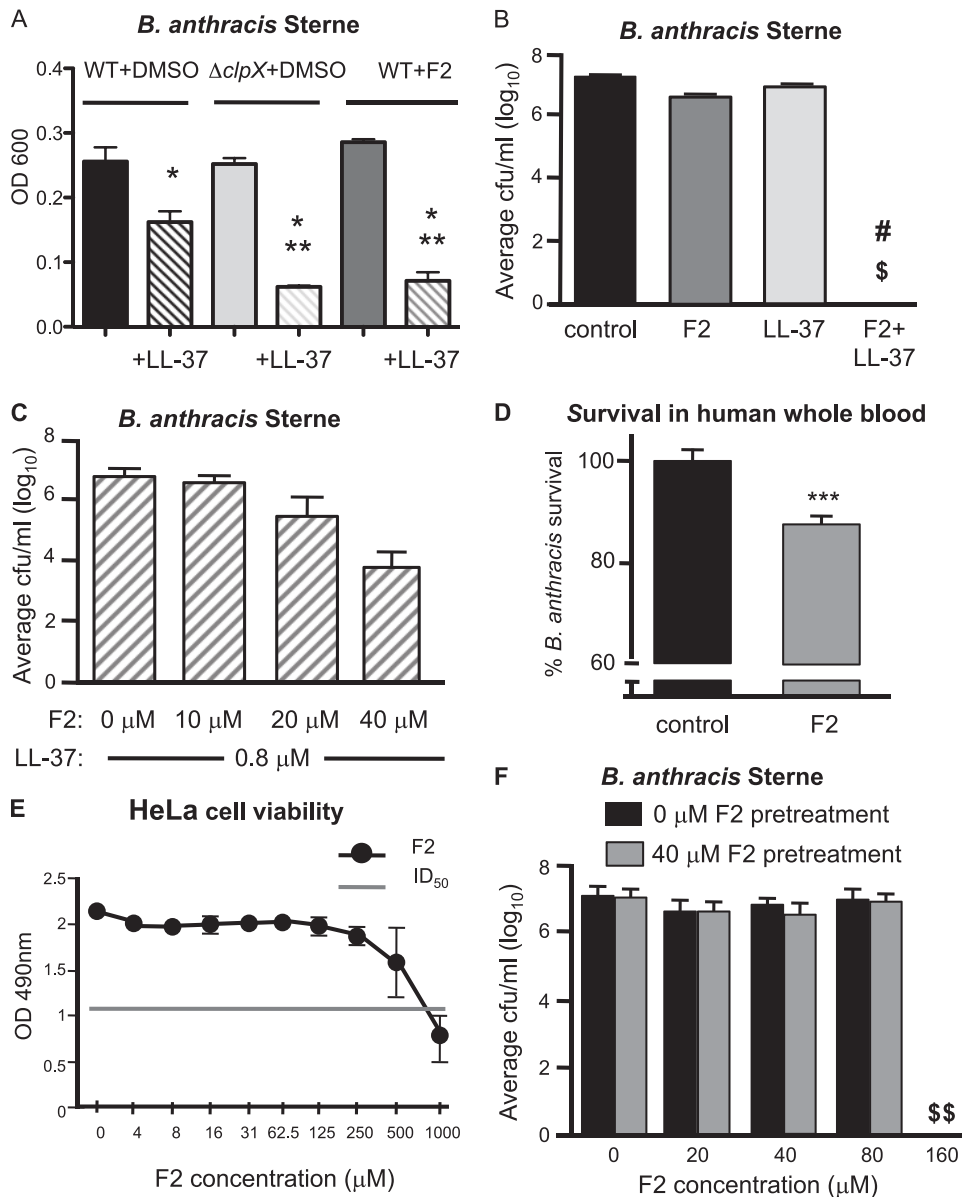 A
B. anthracis Sterne
WT+DMSO ΔclpX+DMSO WT+F2
OD 600
0.4
0.3
0.2
0.1
0.0
*
*
**
*
**
+LL-37 +LL-37 +LL-37
B
B. anthracis Sterne
Average cfu/ml (log10)
8
6
4
2
0
#
$
control F2 LL-37 F2+
LL-37
C
B. anthracis Sterne
Average cfu/ml (log10)
8
6
4
2
0
F2: 0 μM 10 μM 20 μM 40 μM
LL-37: 0.8 μM
D
Survival in human whole blood
% B. anthracis survival
100
80
60
***
control F2
E
HeLa cell viability
F2
ID50
OD 490nm
2.5
2
1.5
1
0.5
0
0 4 8 16 31 62.5 125 250 500 1000
F2 concentration (μM)
F
B. anthracis Sterne
0 μM F2 pretreatment
40 μM F2 pretreatment
Average cfu/ml (log10)
8
6
4
2
0
$$
0 20 40 80 160
F2 concentration (μM)